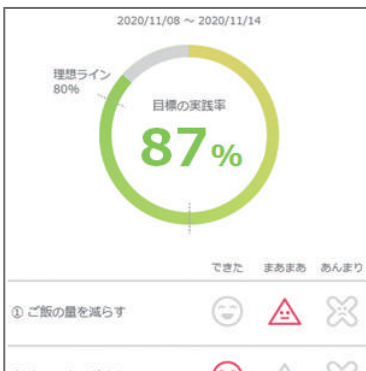 2020/11/08 ～ 2020/11/14
理想ライン
80%
目標の実践率
87%
できた まあまあ あんまり
① ご飯の量を減らす